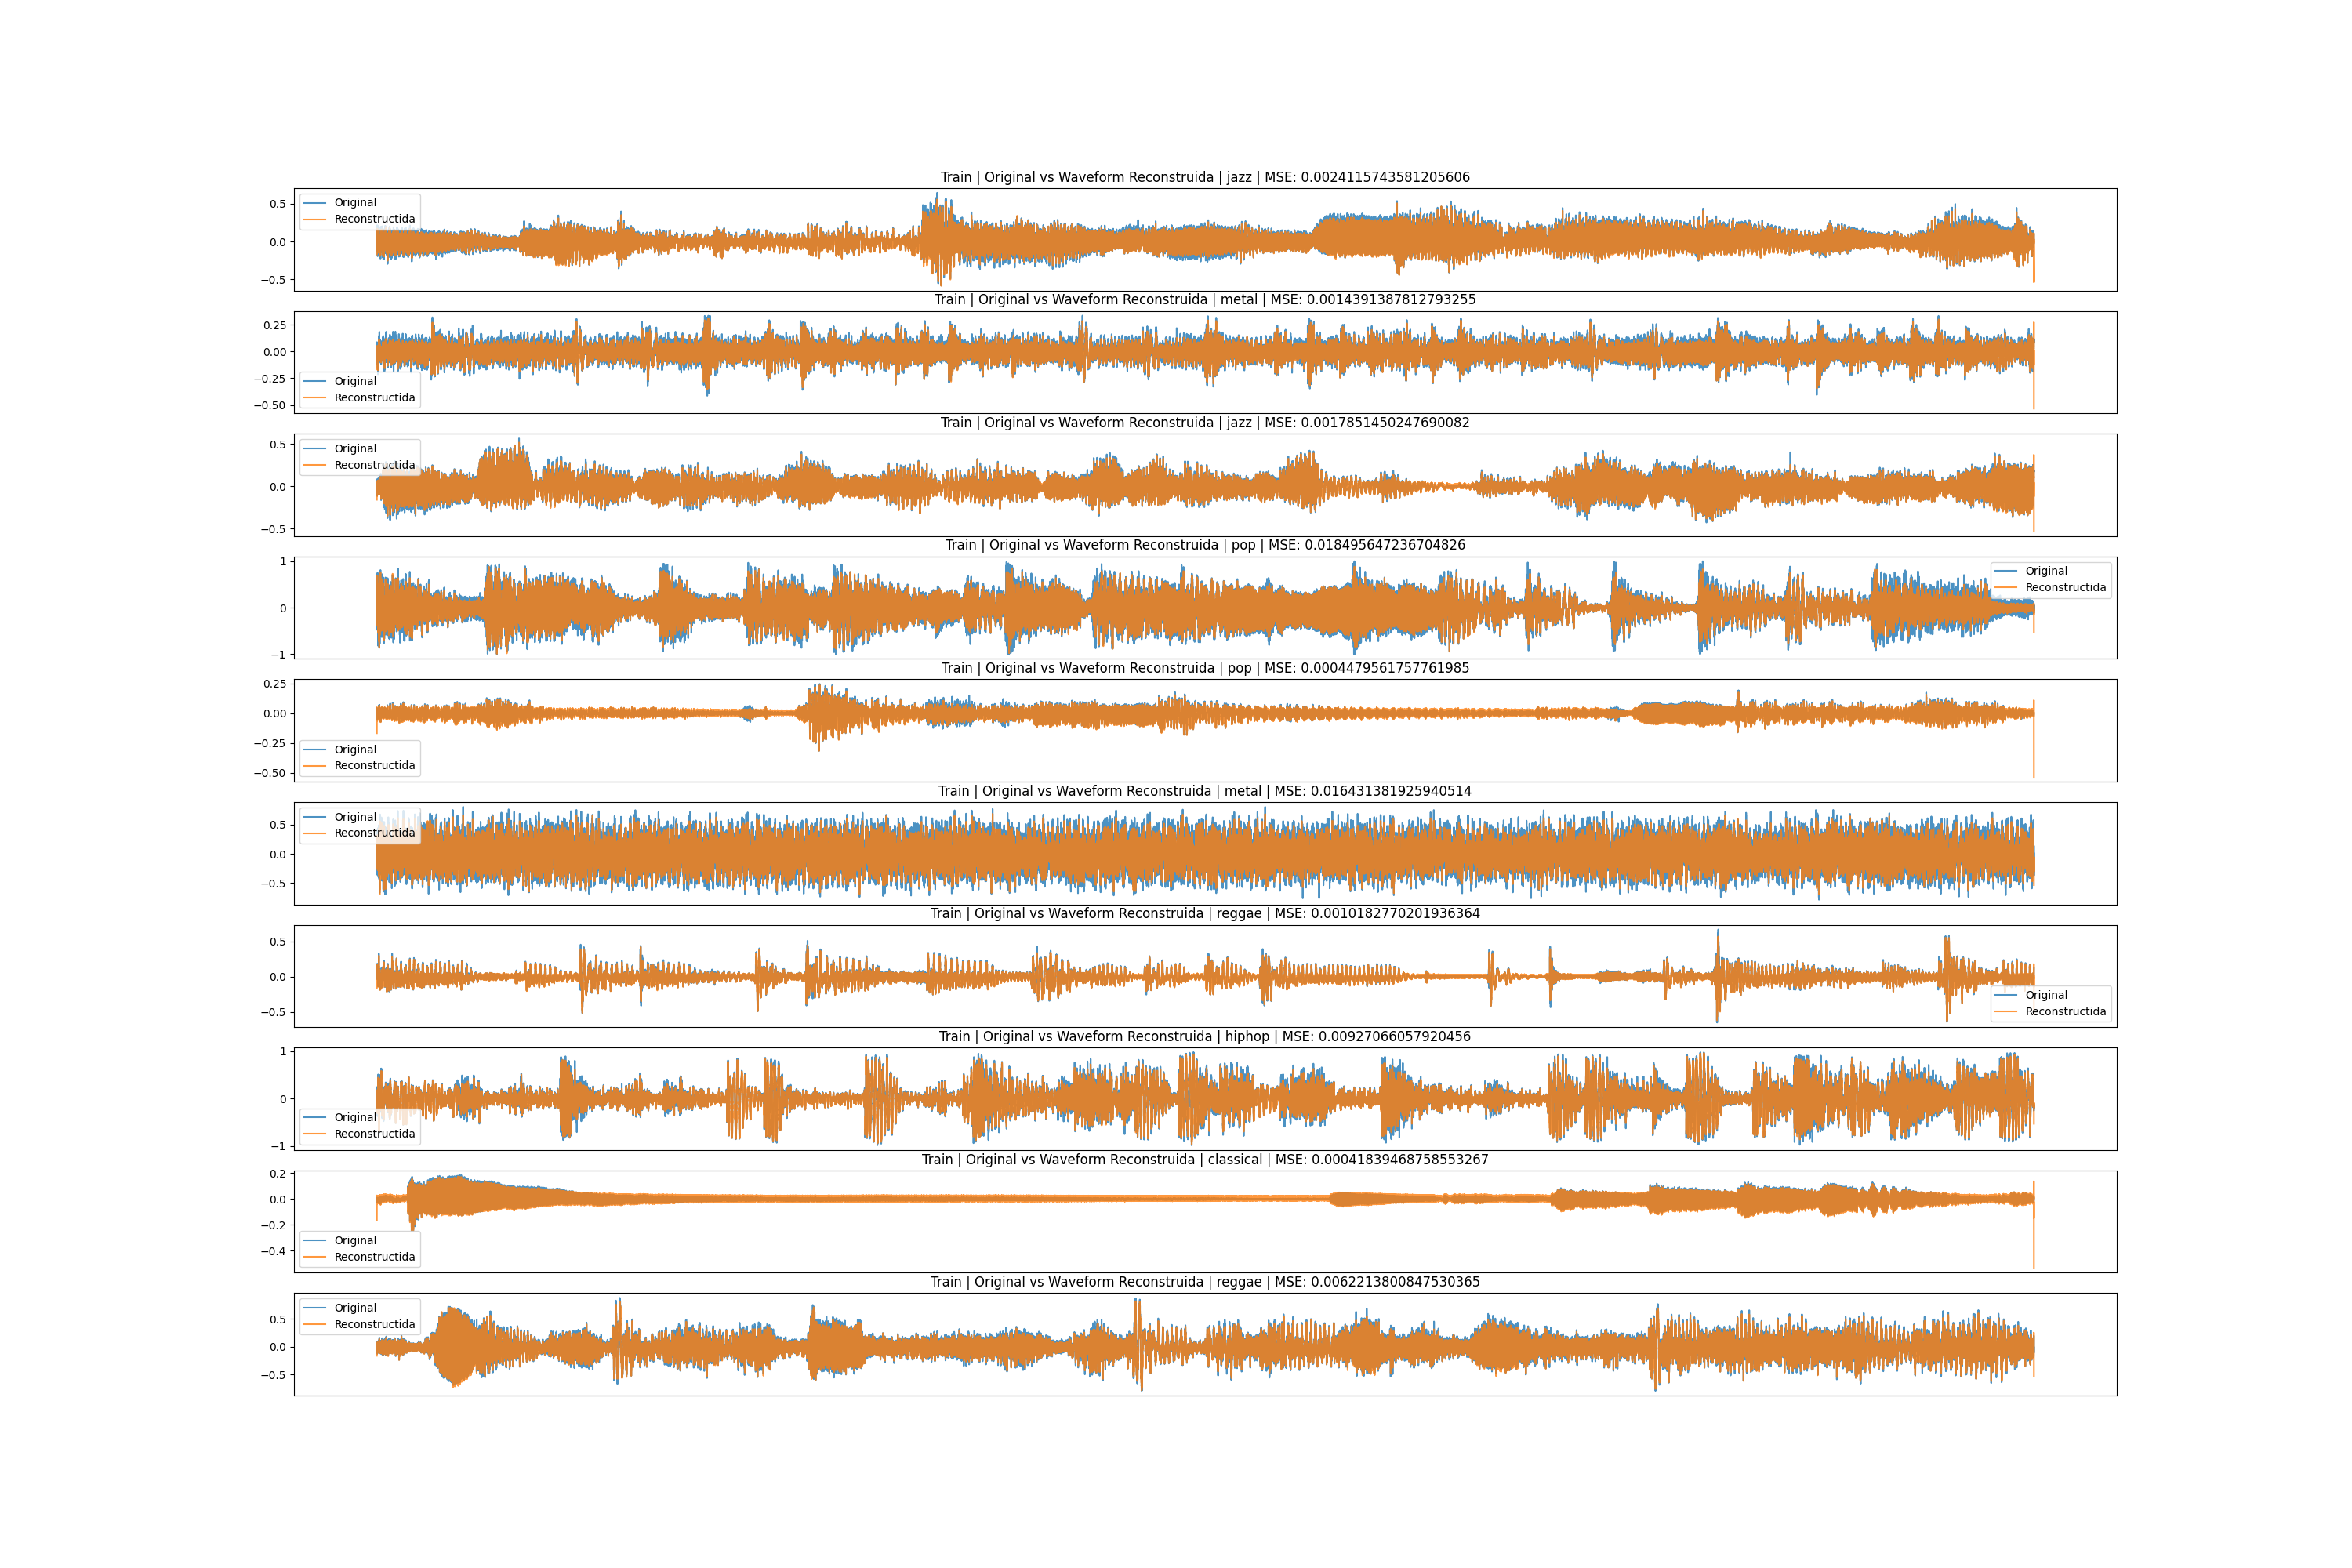 Train | Original vs Waveform Reconstruida | jazz | MSE: 0.0024115743581205606
0.5
0.0
−0.5
Original
Reconstructida
Train | Original vs Waveform Reconstruida | metal | MSE: 0.0014391387812793255
0.25
0.00
−0.25
−0.50
Original
Reconstructida
Train | Original vs Waveform Reconstruida | jazz | MSE: 0.0017851450247690082
0.5
0.0
−0.5
Original
Reconstructida
Train | Original vs Waveform Reconstruida | pop | MSE: 0.018495647236704826
1
0
−1
Original
Reconstructida
Train | Original vs Waveform Reconstruida | pop | MSE: 0.0004479561757761985
0.25
0.00
−0.25
−0.50
Original
Reconstructida
Train | Original vs Waveform Reconstruida | metal | MSE: 0.016431381925940514
0.5
0.0
−0.5
Original
Reconstructida
Train | Original vs Waveform Reconstruida | reggae | MSE: 0.0010182770201936364
0.5
0.0
−0.5
Original
Reconstructida
Train | Original vs Waveform Reconstruida | hiphop | MSE: 0.00927066057920456
1
0
−1
Original
Reconstructida
Train | Original vs Waveform Reconstruida | classical | MSE: 0.00041839468758553267
0.2
0.0
−0.2
−0.4
Original
Reconstructida
Train | Original vs Waveform Reconstruida | reggae | MSE: 0.0062213800847530365
0.5
0.0
−0.5
Original
Reconstructida